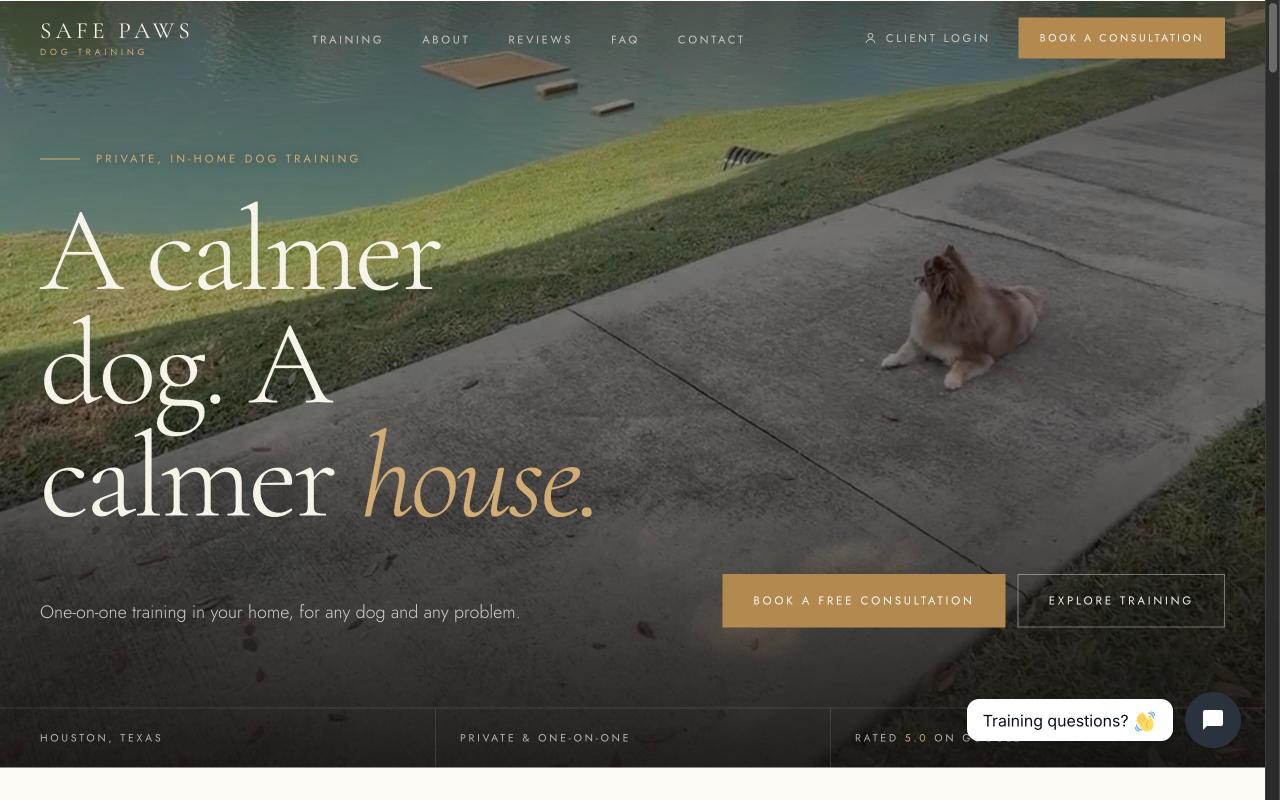 SAFE PAWS
DOG TRAINING
TRAINING
ABOUT
REVIEWS
FAQ
CONTACT
CLIENT LOGIN
BOOK A CONSULTATION
PRIVATE, IN-HOME DOG TRAINING
A calmer
dog. A
calmer house.
One-on-one training in your home, for any dog and any problem.
BOOK A FREE CONSULTATION
EXPLORE TRAINING
HOUSTON, TEXAS
PRIVATE & ONE-ON-ONE
RATED 5.0 ON
Training questions? 👋